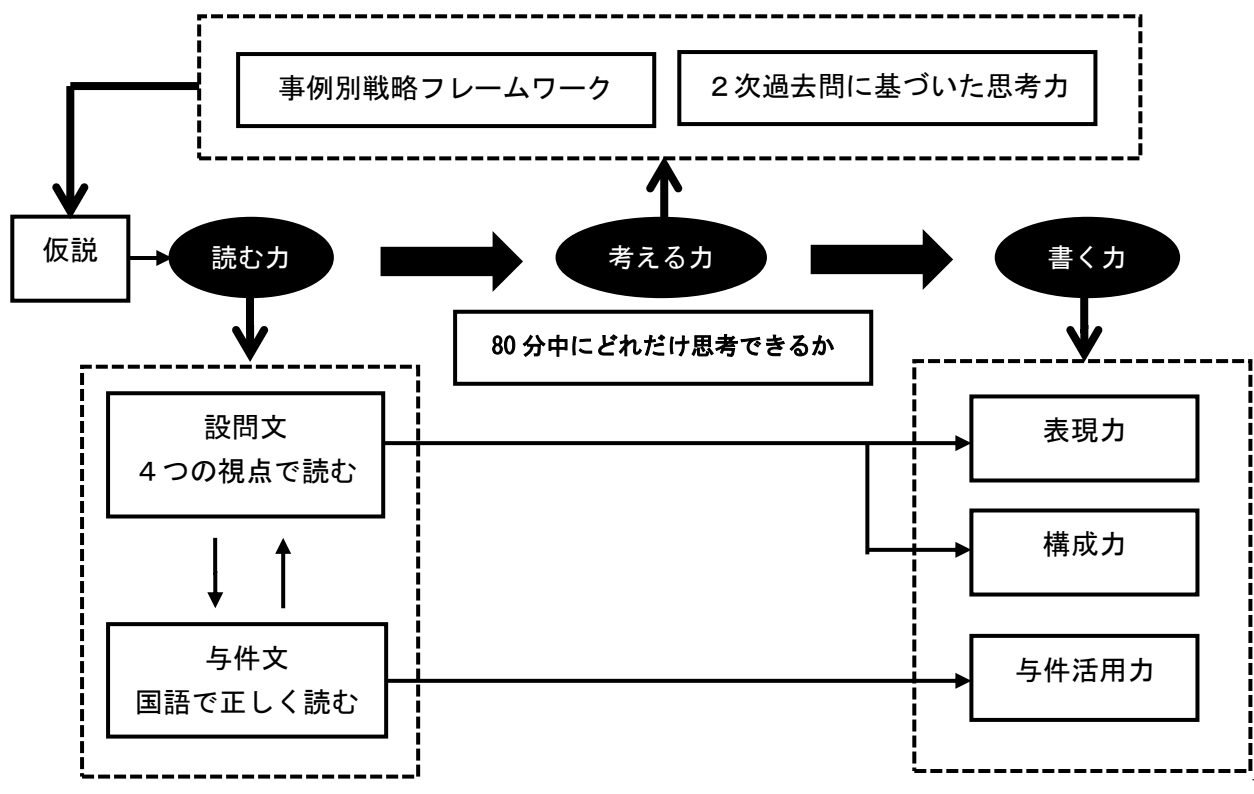 事例別戦略フレームワーク
２次過去問に基づいた思考力
仮説
読む力
考える力
書く力
80 分中にどれだけ思考できるか
設問文
４つの視点で読む
表現力
構成力
与件文
国語で正しく読む
与件活用力